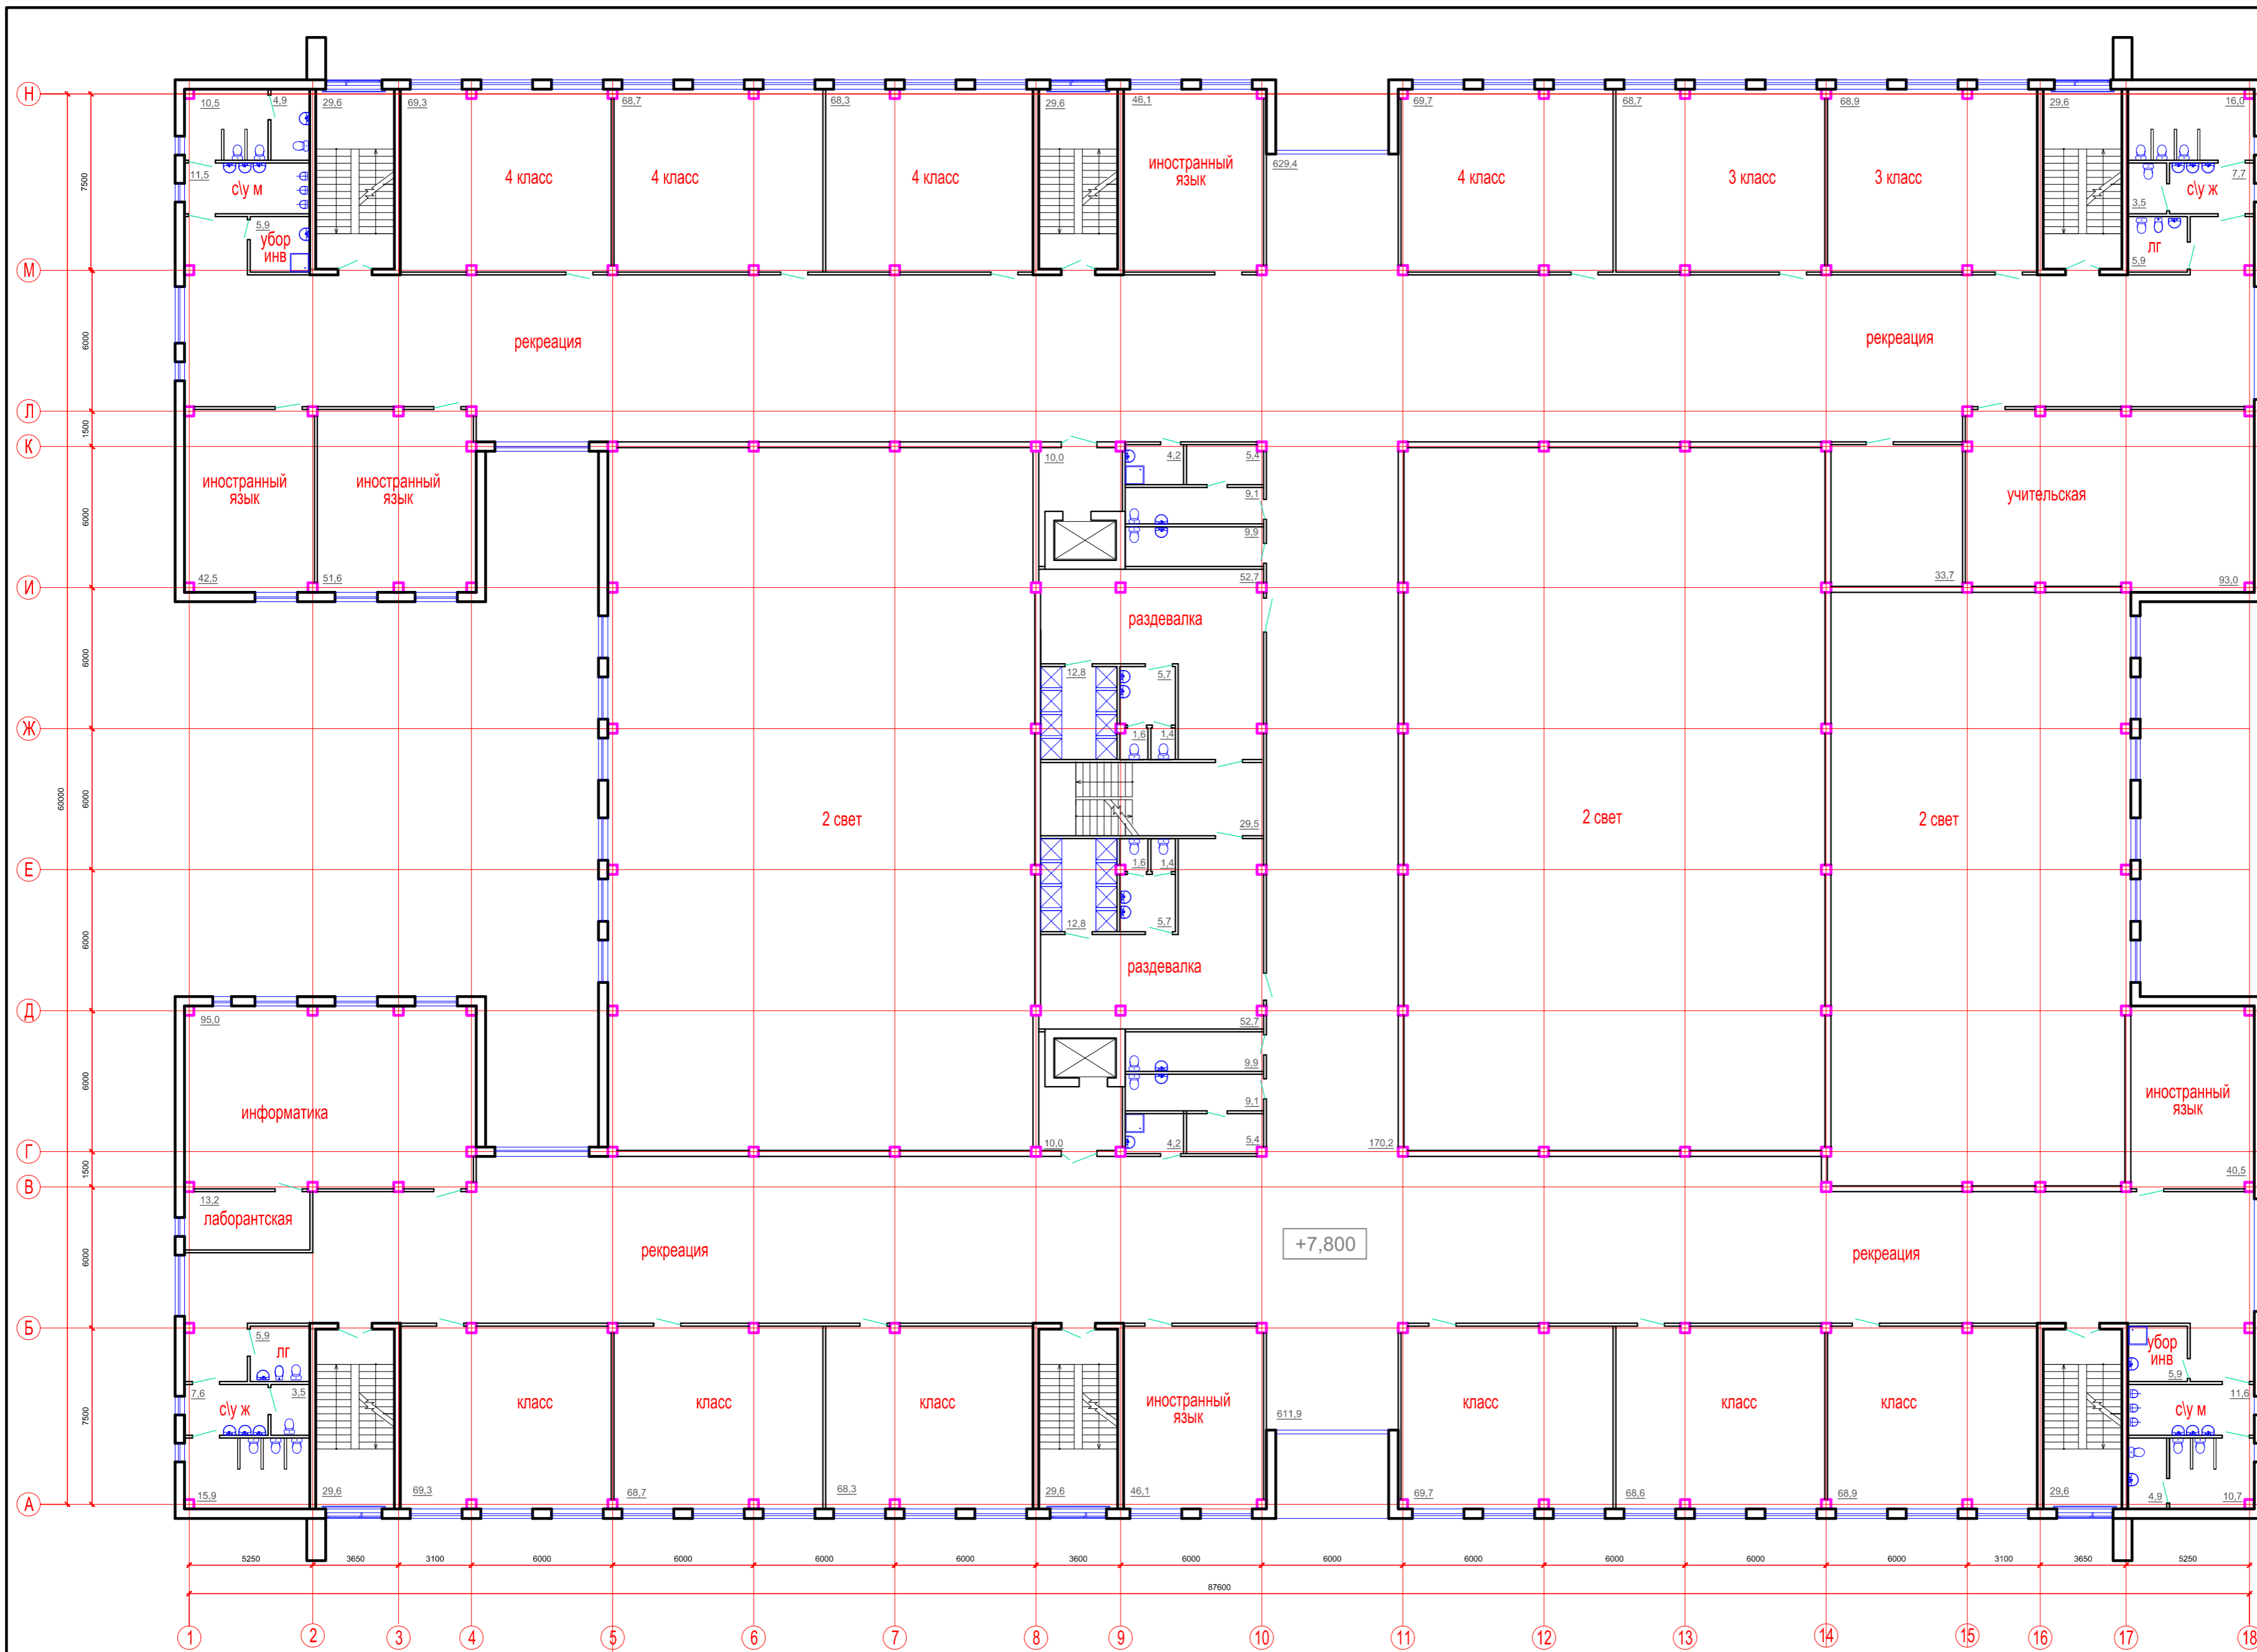 Н
10,5
4,9
29,6
69,3
68,7
68,3
29,6
46,1
69,7
68,7
68,9
29,6
16,0
7500
11,5
с\у м
4 класс
4 класс
4 класс
иностранный
язык
629,4
4 класс
3 класс
3 класс
7,7
с\у ж
3,5
5,9
убор
инв
лг
5,9
М
6000
рекреация
рекреация
Л
1500
К
10,0
4,2
5,4
иностранный
язык
иностранный
язык
9,1
учительская
6000
9,9
42,5
51,6
52,7
33,7
93,0
И
6000
раздевалка
12,8
5,7
Ж
1,6
1,4
60000
6000
2 свет
29,5
2 свет
2 свет
Е
1,6
1,4
6000
12,8
5,7
раздевалка
Д
95,0
52,7
6000
9,9
информатика
9,1
иностранный
язык
Г
10,0
4,2
5,4
170,2
1500
40,5
В
13,2
лаборантская
6000
рекреация
+7,800
рекреация
Б
5,9
лг
убор
инв
5,9
7,6
3,5
11,6
с\у ж
класс
класс
класс
иностранный
язык
611,9
класс
класс
класс
с\у м
7500
15,9
29,6
69,3
68,7
68,3
29,6
46,1
69,7
68,6
68,9
29,6
4,9
10,7
А
5250
3650
3100
6000
6000
6000
6000
3600
6000
6000
6000
6000
6000
6000
3100
3650
5250
87600
1
2
3
4
5
6
7
8
9
10
11
12
13
14
15
16
17
18